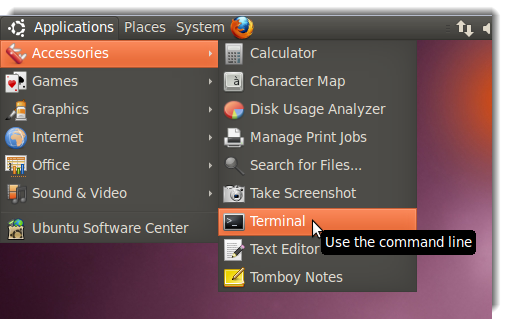 Applications Places System
Accessories
Games
Graphics
Internet
Office
Sound & Video
Ubuntu Software Center
Calculator
Character Map
Disk Usage Analyzer
Manage Print Jobs
Search for Files...
Take Screenshot
Terminal
Use the command line
Text Editor
Tomboy Notes